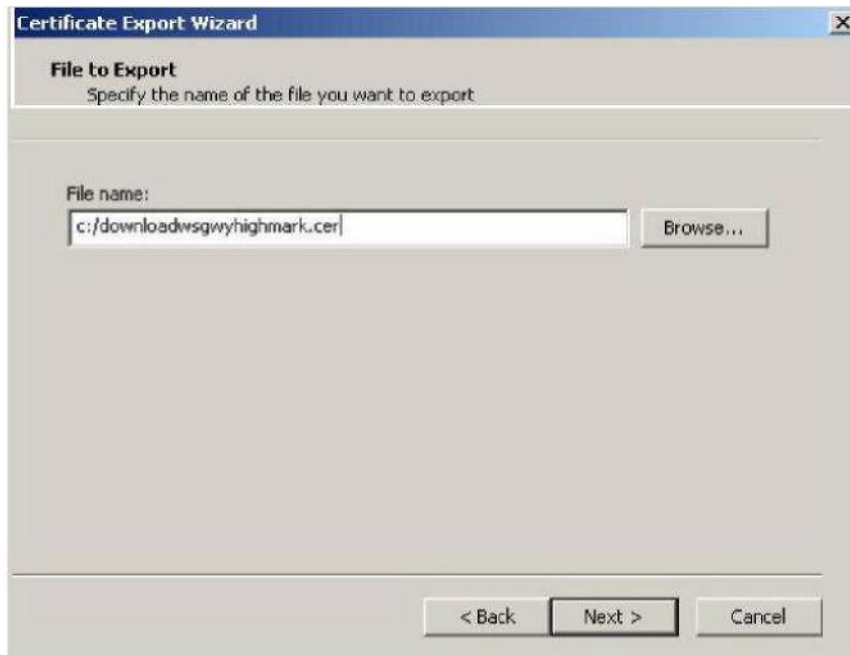 Certificate Export Wizard
File to Export
Specify the name of the file you want to export
File name:
c:/downloadwsgwyhighmark.cer
Browse...
< Back
Next >
Cancel